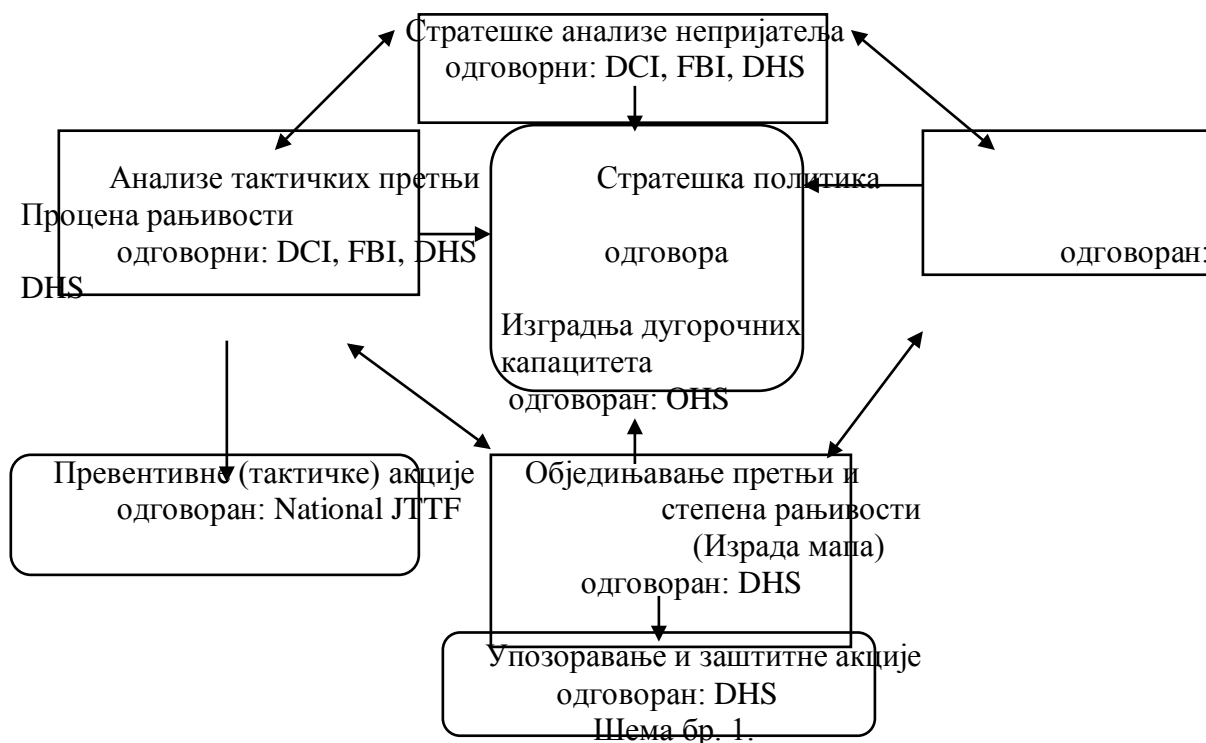 Стратешке анализе непријатеља
одговорни: DCI, FBI, DHS
Анализе тактичких претњи
Стратешка политика
Процена рањивости
одговорни: DCI, FBI, DHS
одговора
одговоран:
DHS
Изградња дугорочних
капацитета
одговоран: OHS
Превентивне (тактичке) акције
одговоран: National JTTF
Обједињавање претњи и
степена рањивости
(Израда мапа)
одговоран: DHS
Упозоравање и заштитне акције
одговоран: DHS
Шема бр. 1.